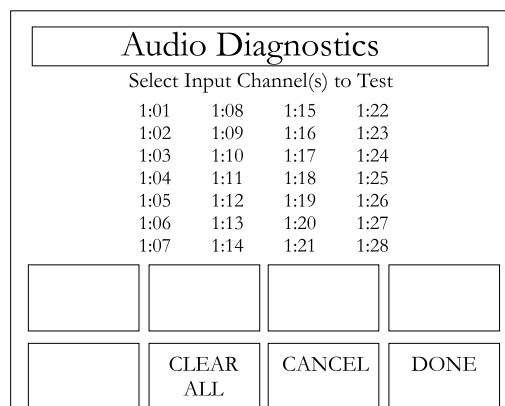 Audio Diagnostics
Select Input Channel(s) to Test
1:01 1:08 1:15 1:22
1:02 1:09 1:16 1:23
1:03 1:10 1:17 1:24
1:04 1:11 1:18 1:25
1:05 1:12 1:19 1:26
1:06 1:13 1:20 1:27
1:07 1:14 1:21 1:28
CLEAR ALL
CANCEL
DONE